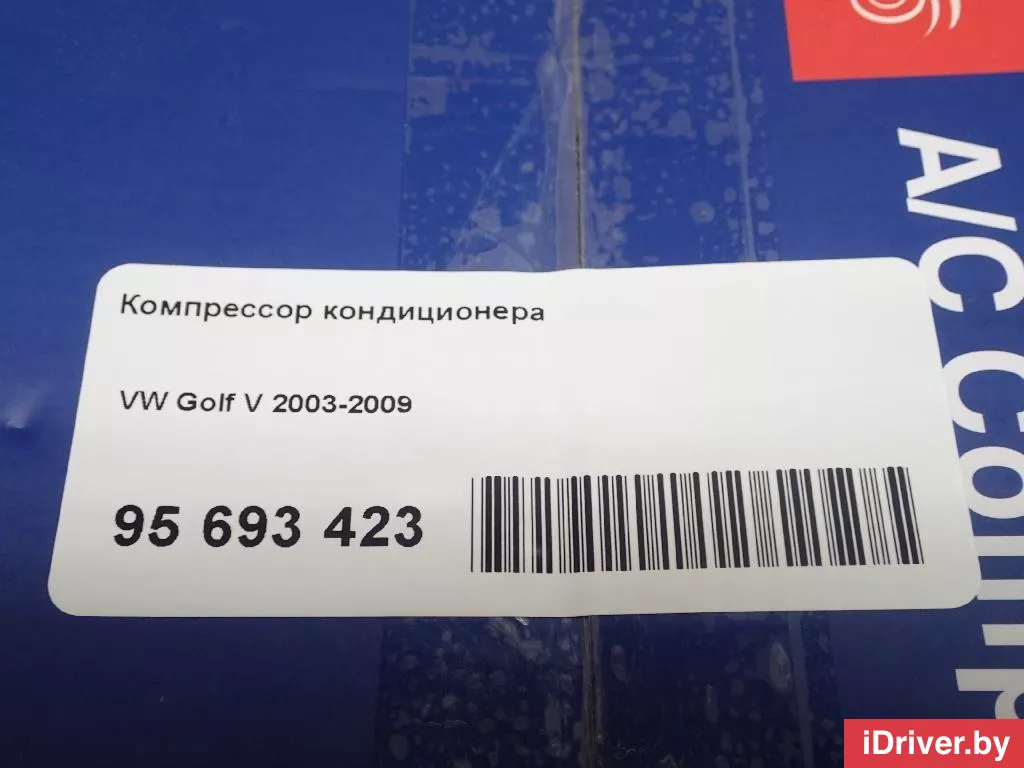 Компрессор кондиционера
VW Golf V 2003-2009
95 693 423
A/C Comp
iDriver.by